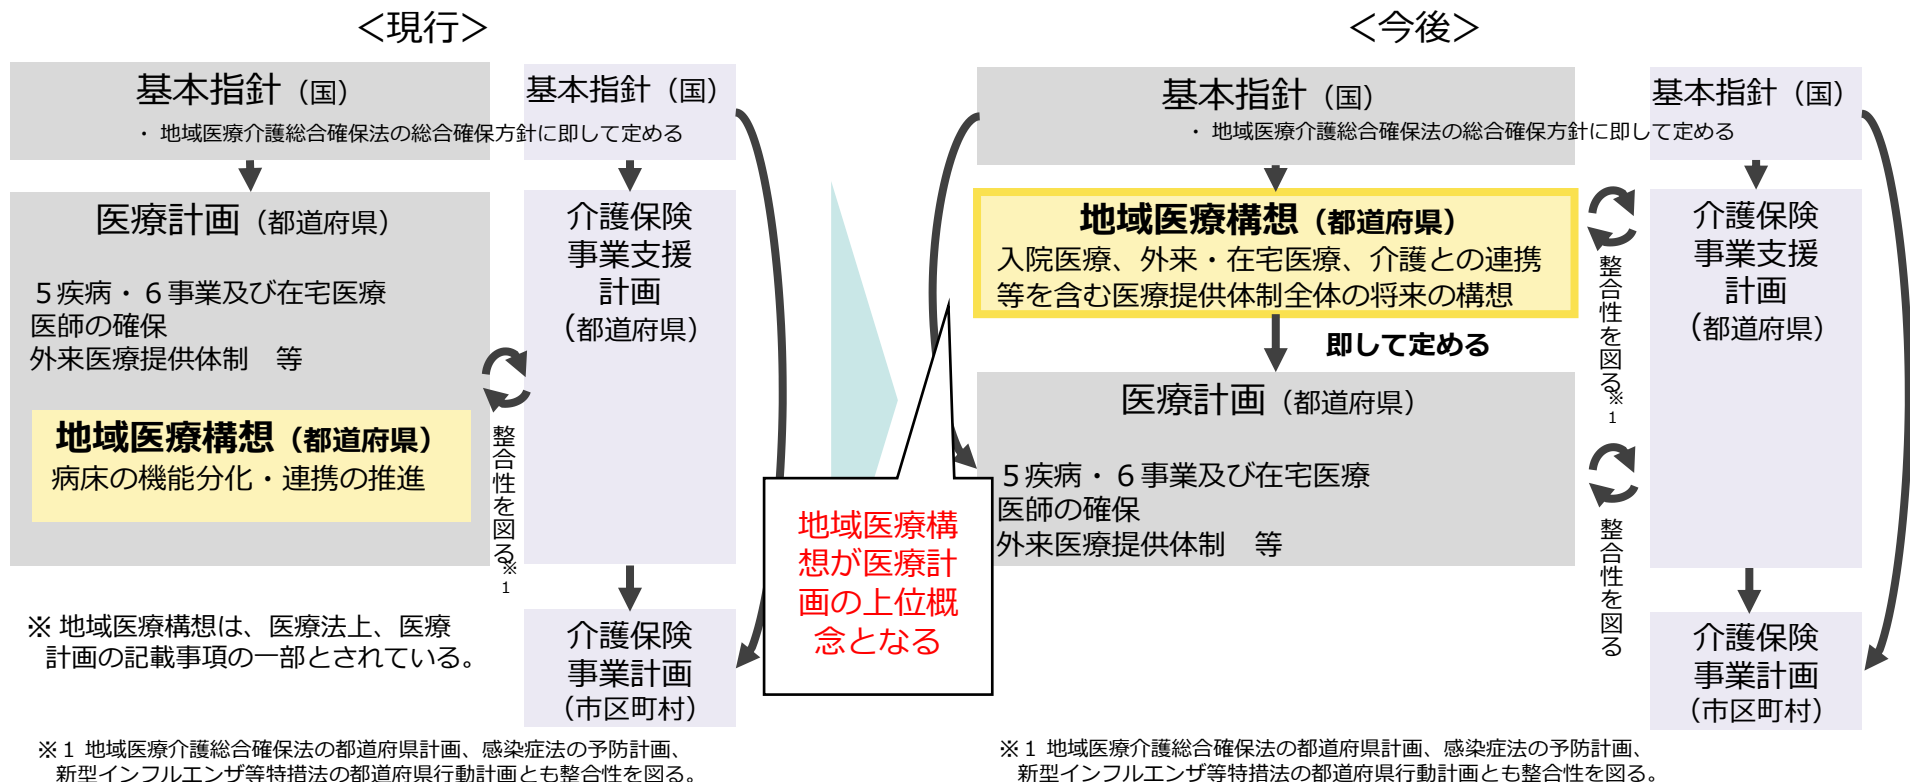 ＜現行＞
基本指針（国）
・ 地域医療介護総合確保法の総合確保方針に即して定める
医療計画（都道府県）
５疾病・６事業及び在宅医療
医師の確保
外来医療提供体制　等
地域医療構想（都道府県）
病床の機能分化・連携の推進
整合性を図る※1
基本指針（国）
介護保険
事業支援
計画
（都道府県）
介護保険
事業計画
（市区町村）
※ 地域医療構想は、医療法上、医療
計画の記載事項の一部とされている。
※１ 地域医療介護総合確保法の都道府県計画、感染症法の予防計画、
新型インフルエンザ等特措法の都道府県行動計画とも整合性を図る。
地域医療構
想が医療計
画の上位概
念となる
＜今後＞
基本指針（国）
・ 地域医療介護総合確保法の総合確保方針に即して定める
地域医療構想（都道府県）
入院医療、外来・在宅医療、介護との連携
等を含む医療提供体制全体の将来の構想
即して定める
医療計画（都道府県）
５疾病・６事業及び在宅医療
医師の確保
外来医療提供体制　等
整合性を図る※1
整合性を図る
基本指針（国）
介護保険
事業支援
計画
（都道府県）
介護保険
事業計画
（市区町村）
※１ 地域医療介護総合確保法の都道府県計画、感染症法の予防計画、
新型インフルエンザ等特措法の都道府県行動計画とも整合性を図る。